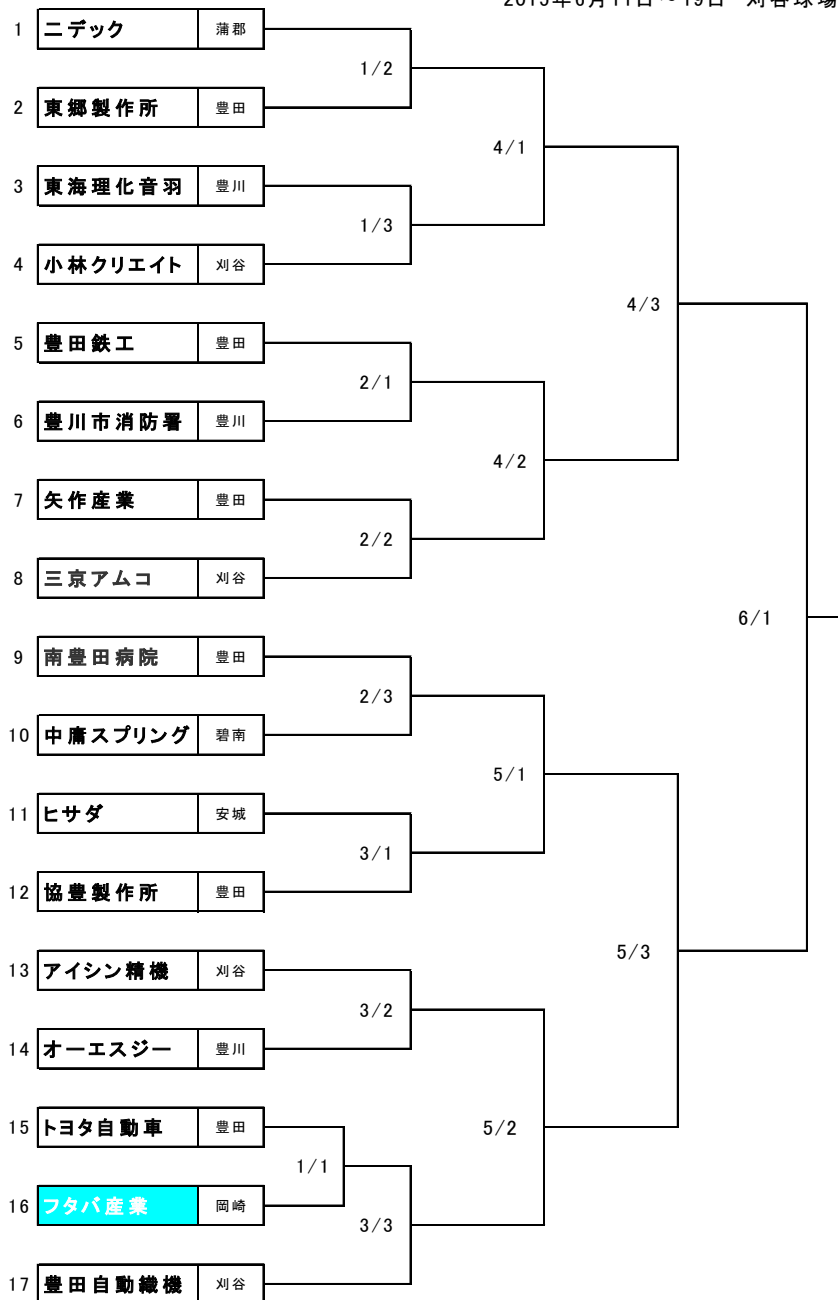 2015年6月11日～19日 刈谷球場
1 ニデック 蒲郡
1/2
2 東郷製作所 豊田
4/1
3 東海理化音羽 豊川
1/3
4 小林クリエイト 刈谷
4/3
5 豊田鉄工 豊田
2/1
6 豊川市消防署 豊川
4/2
7 矢作産業 豊田
2/2
8 三京アムコ 刈谷
6/1
9 南豊田病院 豊田
2/3
10 中庸スプリング 碧南
5/1
11 ヒサダ 安城
3/1
12 協豊製作所 豊田
5/3
13 アイシン精機 刈谷
3/2
14 オーエスジー 豊川
15 トヨタ自動車 豊田
5/2
1/1
16 フタバ産業 岡崎
3/3
17 豊田自動織機 刈谷